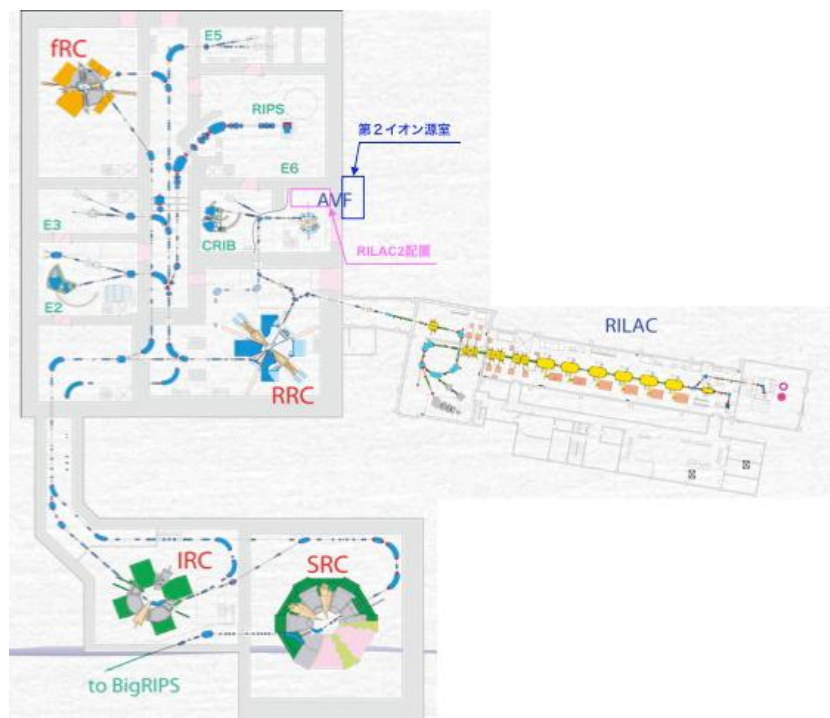 E5
fRC
RIPS
第２イオン源室
E6
AVF
E3
CRIB
RILAC2配置
E2
RILAC
RRC
IRC
SRC
to BigRIPS